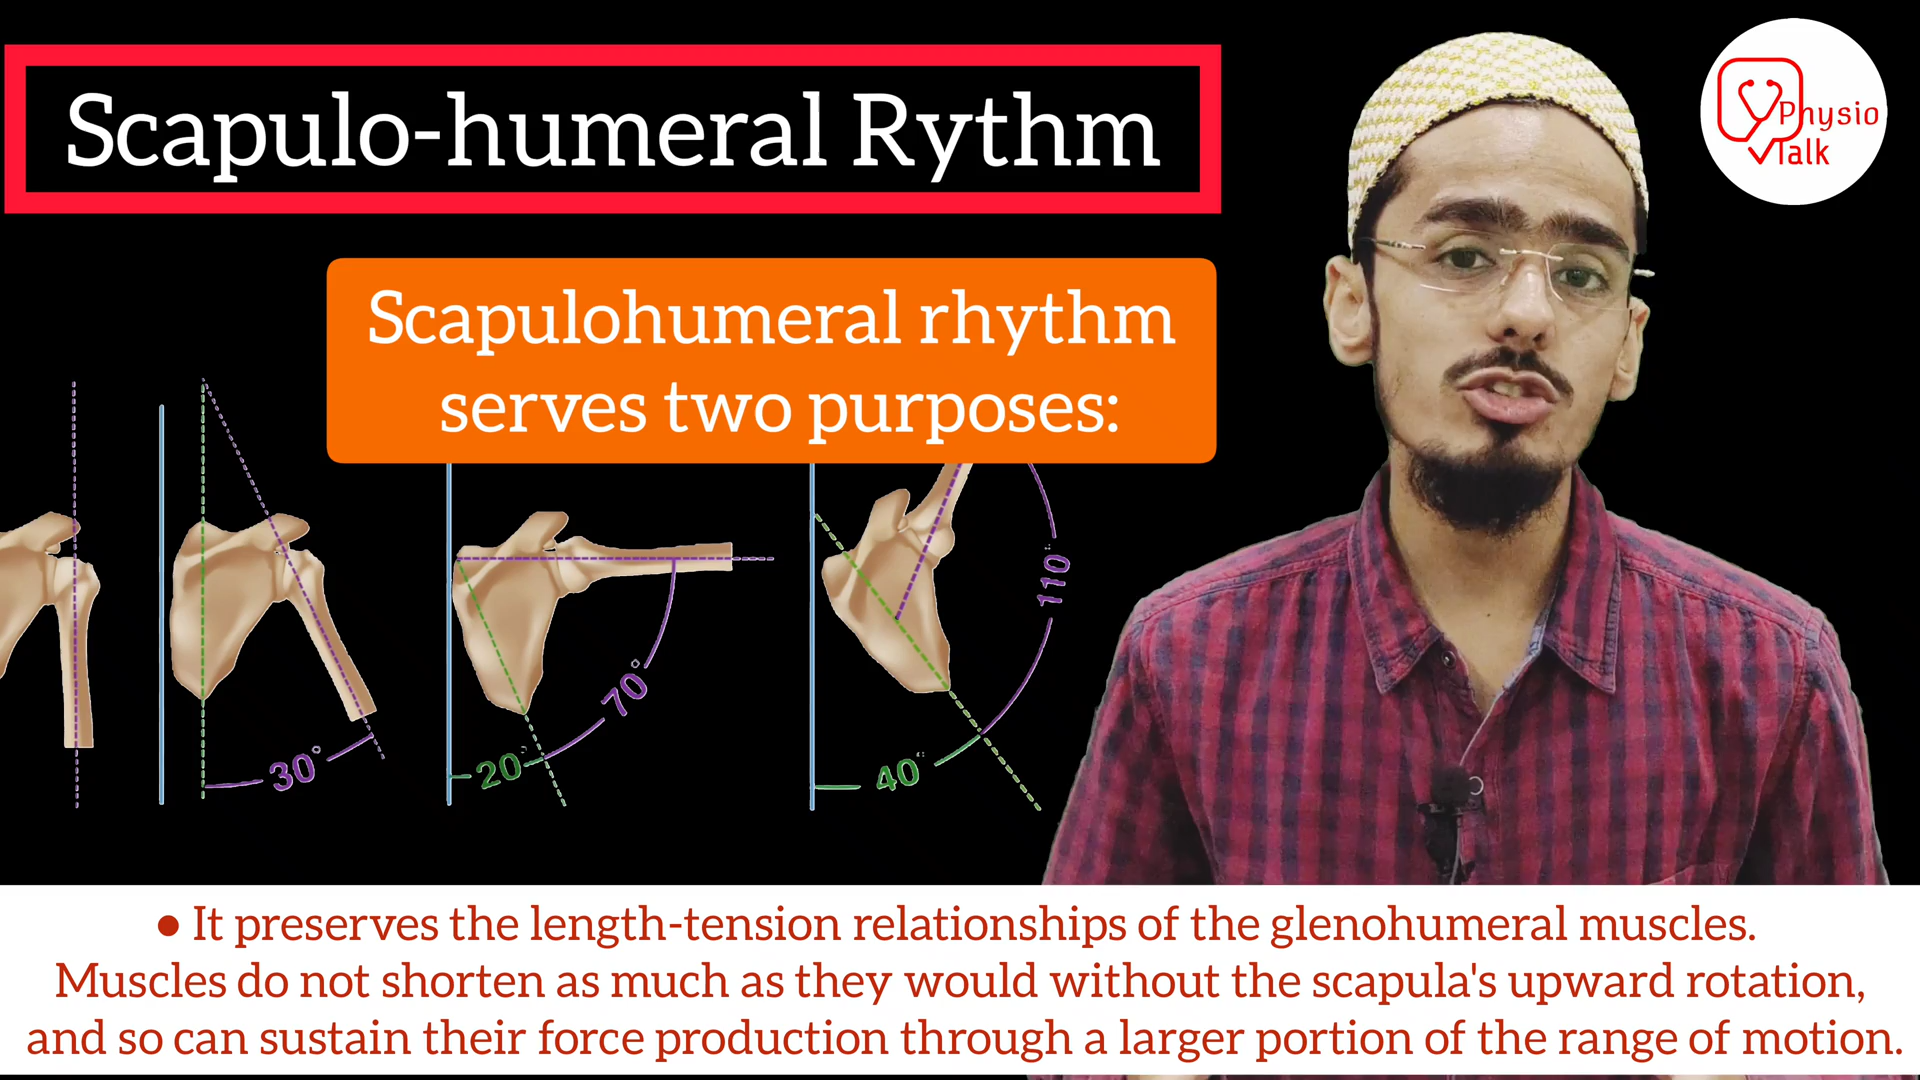 Scapulo-humeral Rythm
Physio
Talk
Scapulohumeral rhythm
serves two purposes:
30°
20°
70°
40°
110°
● It preserves the length-tension relationships of the glenohumeral muscles.
Muscles do not shorten as much as they would without the scapula's upward rotation,
and so can sustain their force production through a larger portion of the range of motion.